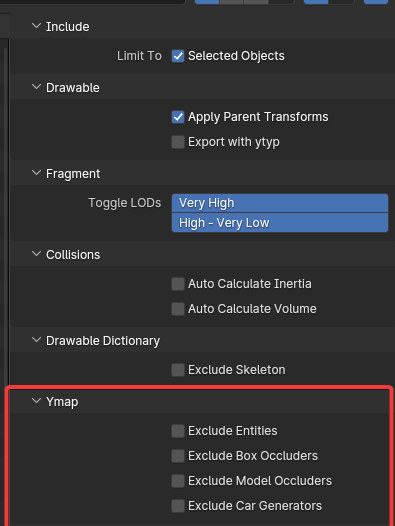 Include
Limit To Selected Objects
Drawable
Apply Parent Transforms
Export with ytyp
Fragment
Toggle LODs Very High
High - Very Low
Collisions
Auto Calculate Inertia
Auto Calculate Volume
Drawable Dictionary
Exclude Skeleton
Ymap
Exclude Entities
Exclude Box Occluders
Exclude Model Occluders
Exclude Car Generators